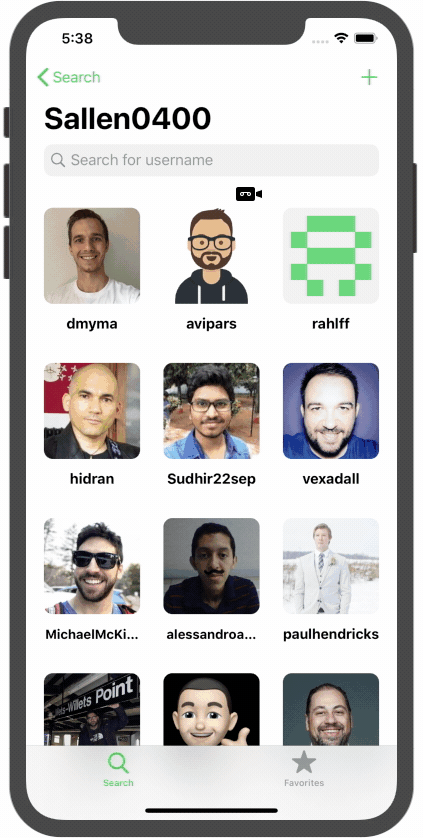 5:38
Search
Sallen0400
Search for username
dmyma
avipars
rahlff
hidran
Sudhir22sep
vexadall
MichaelMcKi...
alessandroa...
paulhendricks
Mets-Willets Point
Search
Favorites